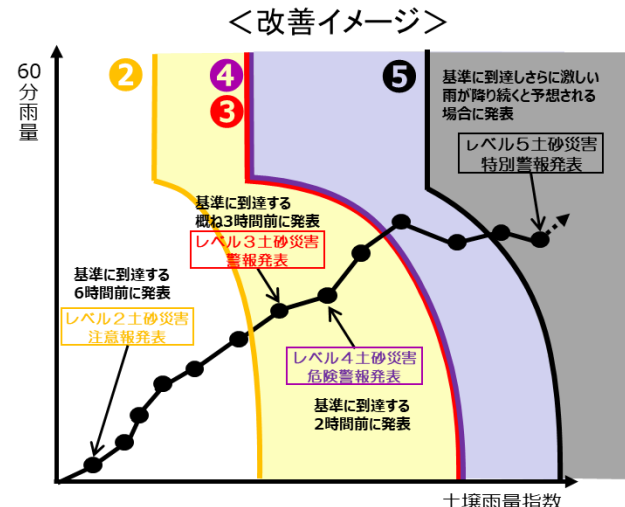 ＜改善イメージ＞
60
分
雨
量
❷
❹
❸
❺
基準に到達しさらに激しい
雨が降り続くと予想される
場合に発表
レベル５土砂災害
特別警報発表
基準に到達する
概ね3時間前に発表
レベル３土砂災害
警報発表
基準に到達する
6時間前に発表
レベル２土砂災害
注意報発表
レベル４土砂災害
危険警報発表
基準に到達する
2時間前に発表
土壌雨量指数